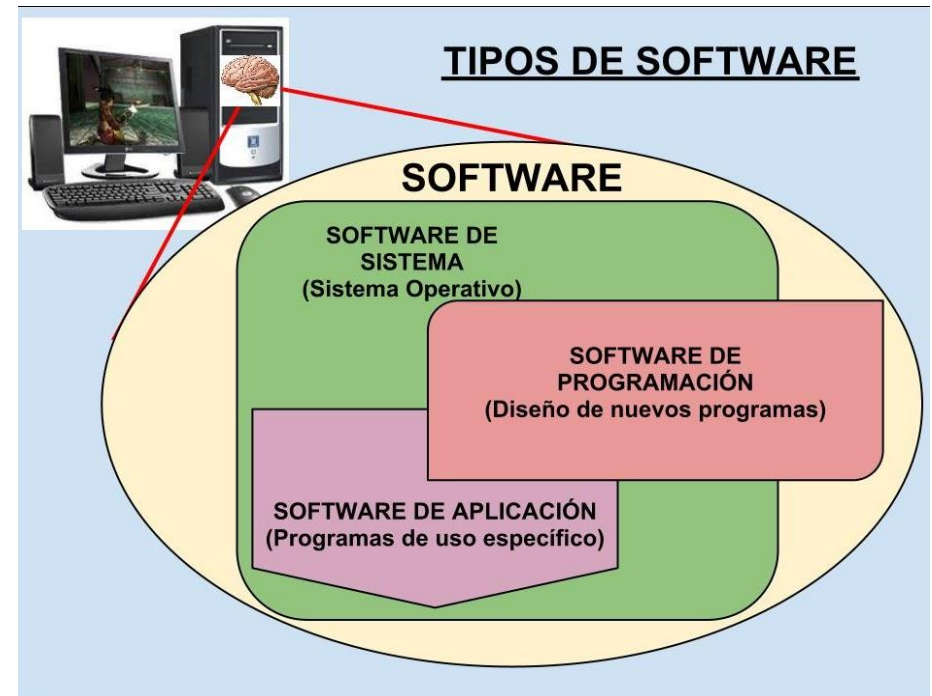 TIPOS DE SOFTWARE
SOFTWARE
SOFTWARE DE
SISTEMA
(Sistema Operativo)
SOFTWARE DE
PROGRAMACIÓN
(Diseño de nuevos programas)
SOFTWARE DE APLICACIÓN
(Programas de uso específico)